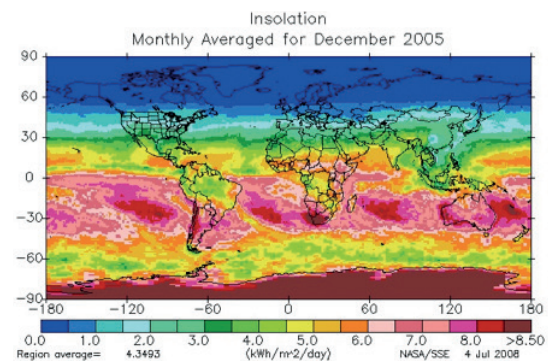 Insolation
Monthly Averaged for December 2005
90
60
30
0
−30
−60
−90
−180 −120 −60 0 60 120 180
0.0 1.0 2.0 3.0 4.0 5.0 6.0 7.0 8.0 >8.50
Region average= 4.3493 (kWh/m^2/day) NASA/SSE 4 Jul 2008